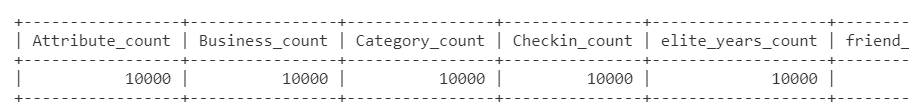 +-----------------+----------------+----------------+---------------+-------------------+--------
| Attribute_count | Business_count | Category_count | Checkin_count | elite_years_count | friend_
+-----------------+----------------+----------------+---------------+-------------------+--------
| 10000 | 10000 | 10000 | 10000 | 10000 |
+-----------------+----------------+----------------+---------------+-------------------+--------